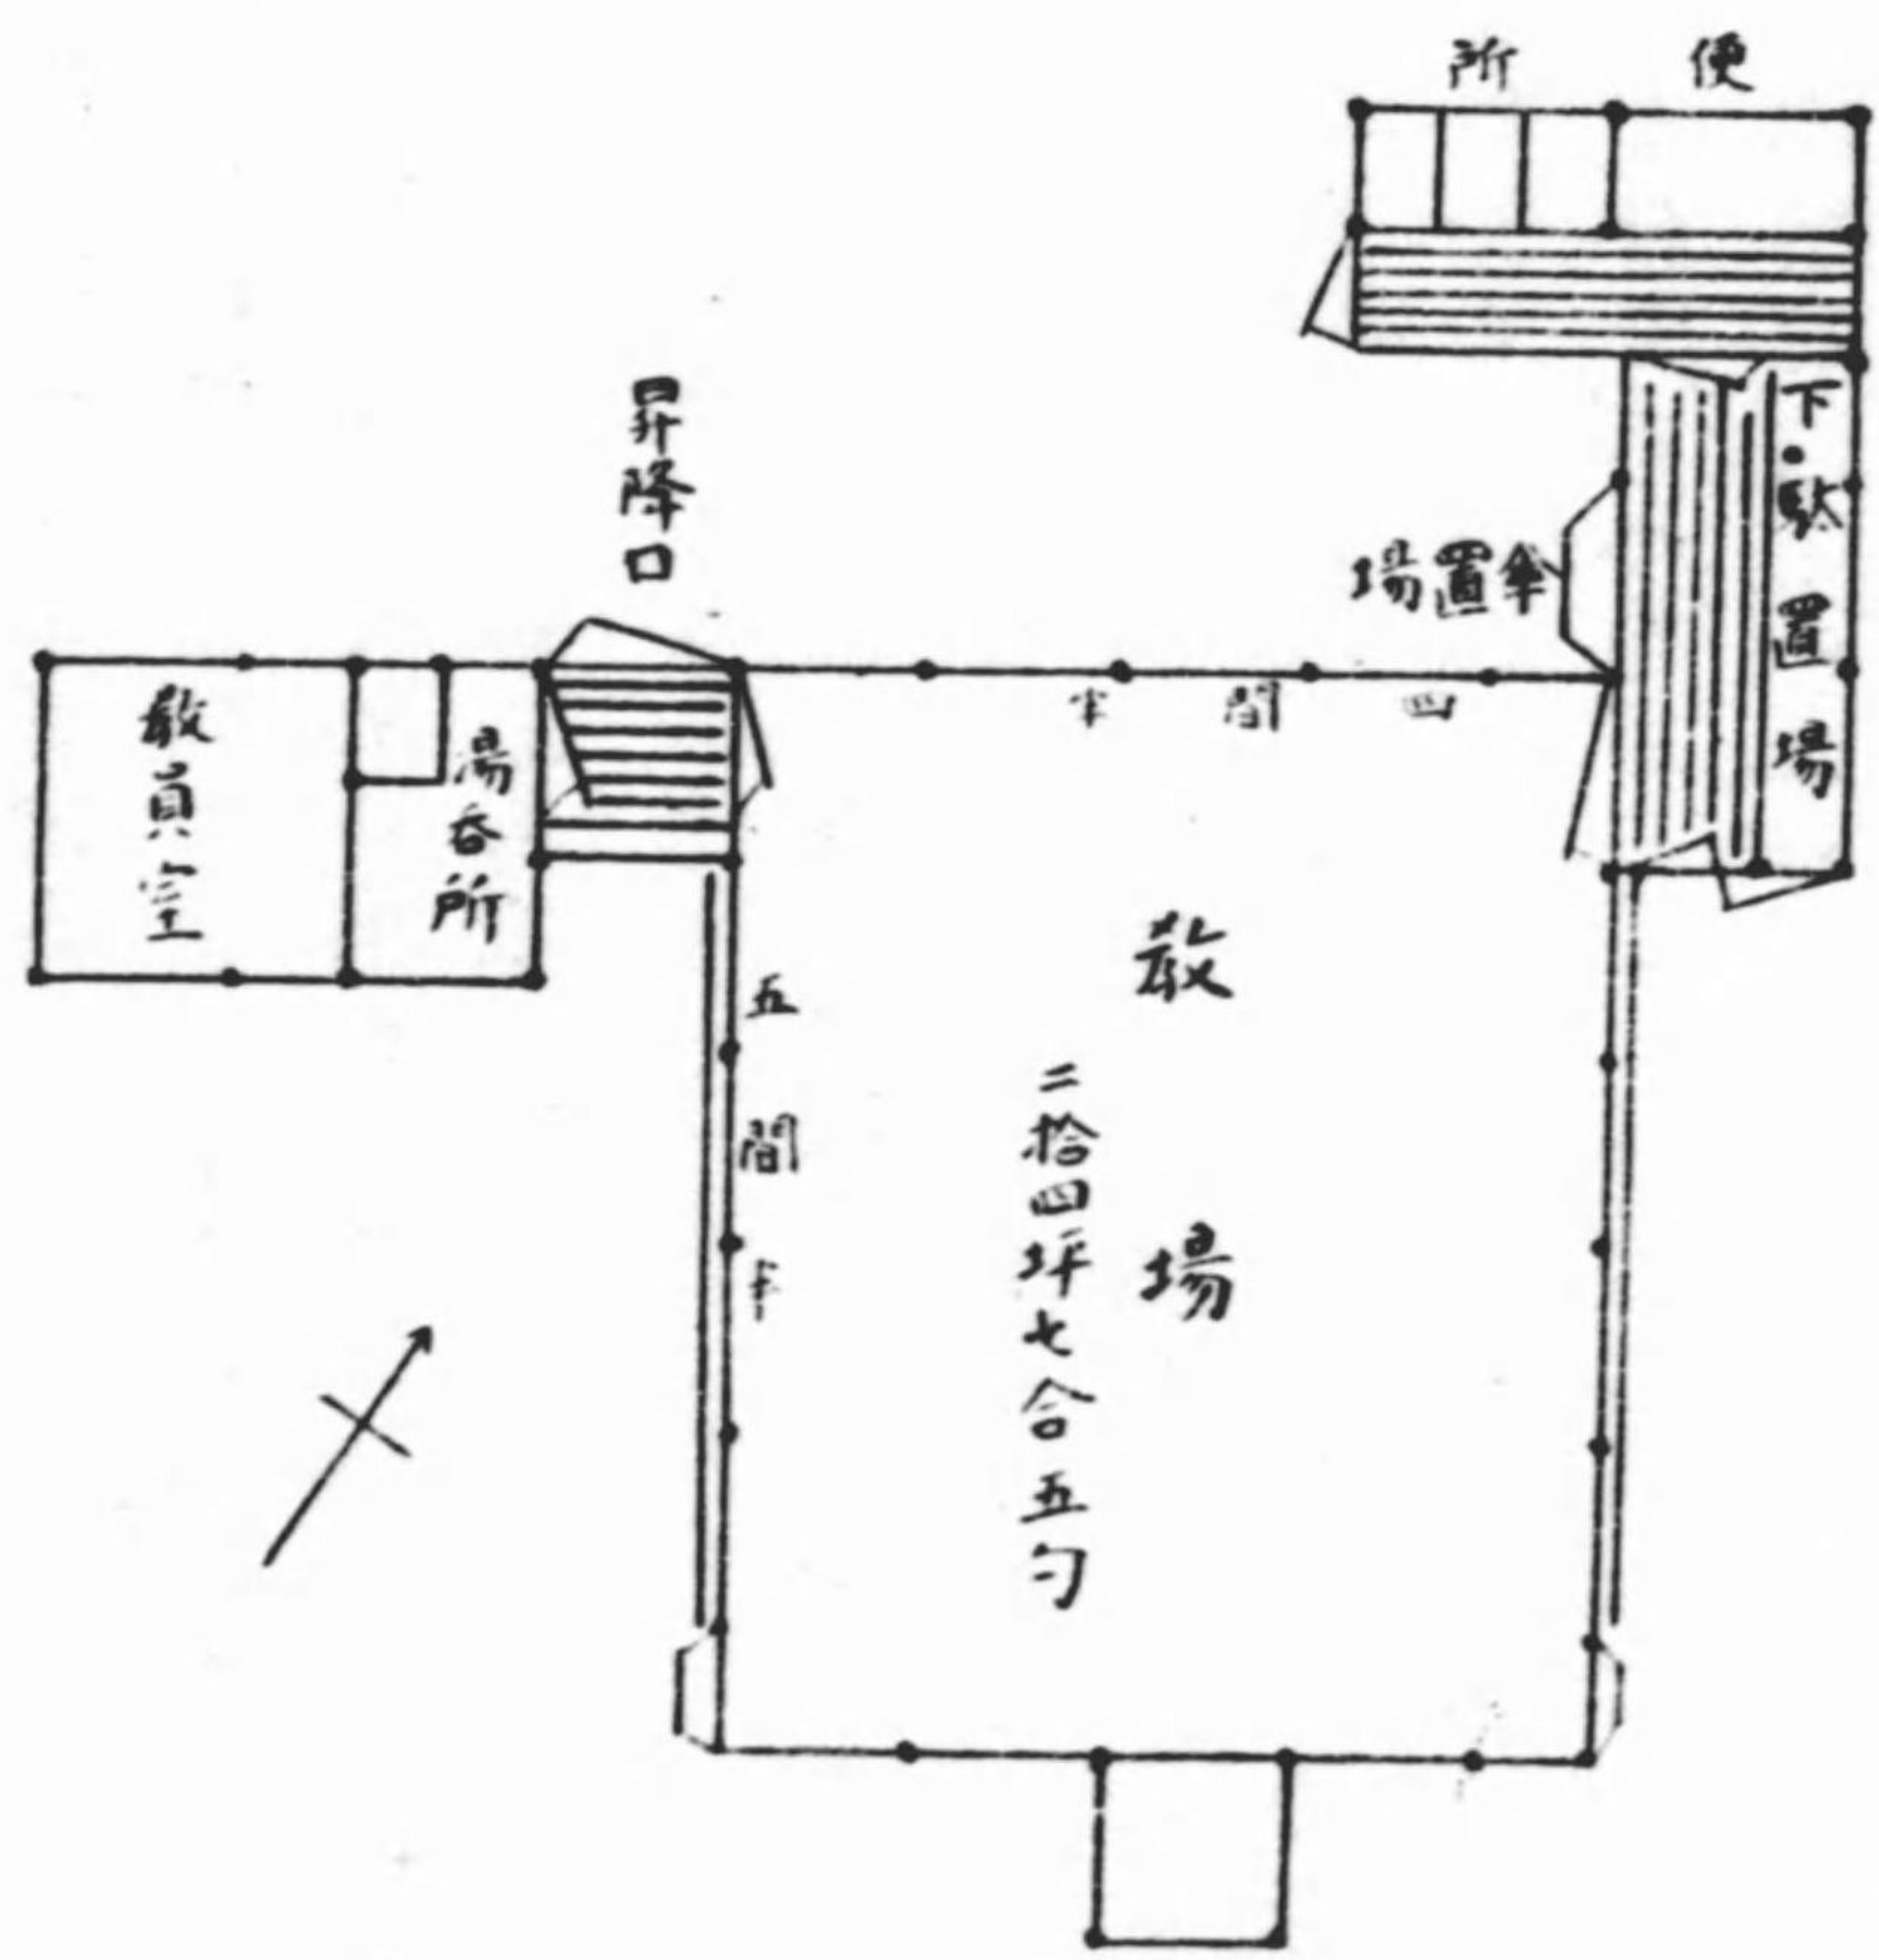 便所
下駄置場
傘置場
昇降口
四間半
教員室
湯呑所
五間半
教場
二拾四坪七合五勺